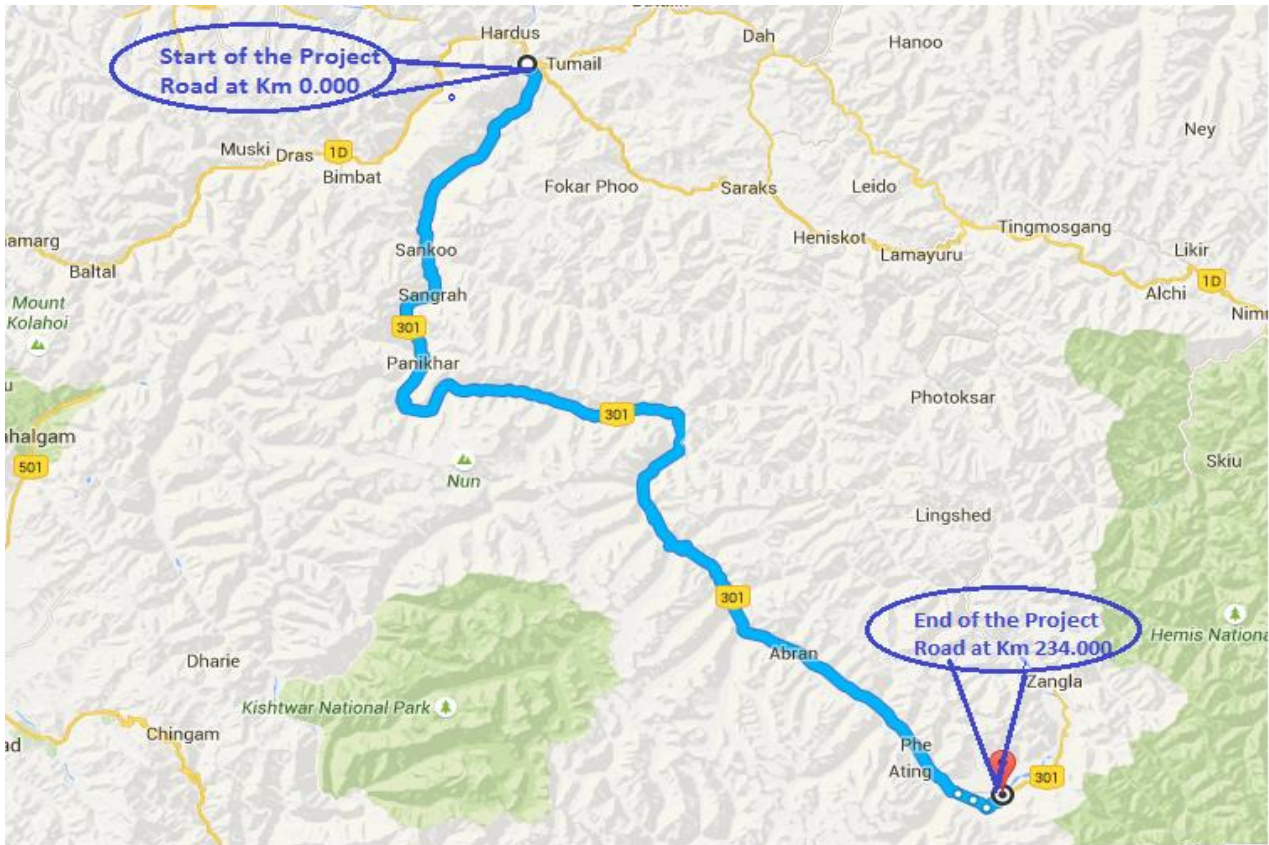 Hardus
Dah
Hanoo
Start of the Project
Road at Km 0.000
Tumail
Ney
Muski
Dras
1D
Bimbat
Fokar Phoo
Saraks
Leido
Tingmosgang
amarg
Sankoo
Heniskot
Lamayuru
Likir
Baltal
1D
Alchi
Sangrah
Mount
Kolahoi
Nim
301
Panikhar
u
Photoksar
301
ahalgam
501
Nun
Skiu
Lingshed
301
End of the Project
Road at Km 234.000
Hemis Nationa
Abran
Dharie
Zangla
Kishtwar National Park
Chingam
ad
Phe
Ating
301